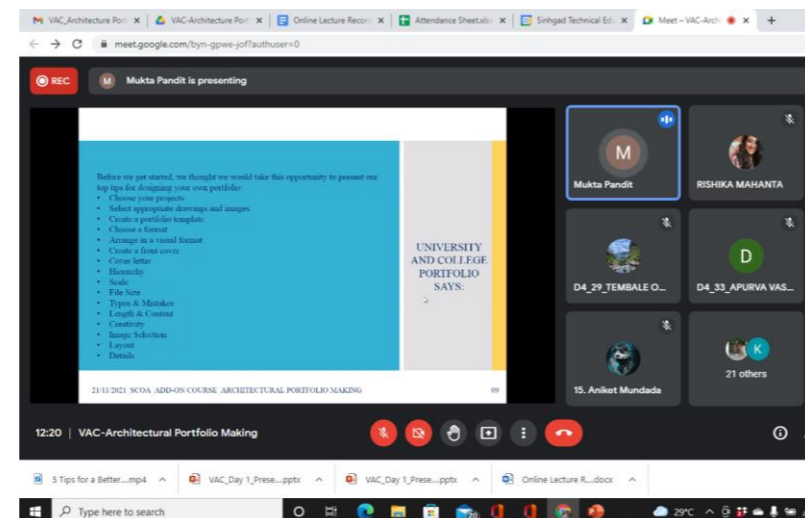 VAC_Architecture Port
VAC-Architecture Port
Online Lecture Record
Attendance Sheet.xlsx
Sinhgad Technical Edu
Meet – VAC-Archi
meet.google.com/byn-gpwe-jof?authuser=0
REC
M
Mukta Pandit is presenting
Before we get started, we thought we would take this opportunity to present our
top tips for designing your own portfolio:
• Choose your projects
• Select appropriate drawings and images
• Create a portfolio template
• Choose a format
• Arrange in a visual format
• Create a front cover
• Cover letter
• Hierarchy
• Scale
• File Size
• Typos & Mistakes
• Length & Content
• Creativity
• Image Selection
• Layout
• Details
UNIVERSITY
AND COLLEGE
PORTFOLIO
SAYS:
21/11/2021 SCOA ADD-ON COURSE ARCHITECTURAL PORTFOLIO MAKING
09
M
Mukta Pandit
RISHIKA MAHANTA
D4_29_TEMBALE O...
D
D4_33_APURVA VAS...
15. Aniket Mundada
K
21 others
12:20 | VAC-Architectural Portfolio Making
5 Tips for a Better....mp4
VAC_Day 1_Prese....pptx
VAC_Day 1_Prese....pptx
Online Lecture R....docx
Type here to search
20
29°C